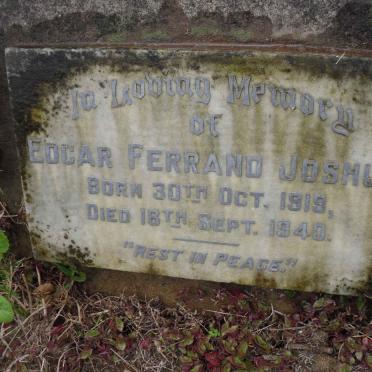 In Loving Memory
of
EDGAR FERRAND JOSHU
BORN 30TH OCT. 1919,
DIED 18TH SEPT. 1940.
"REST IN PEACE."